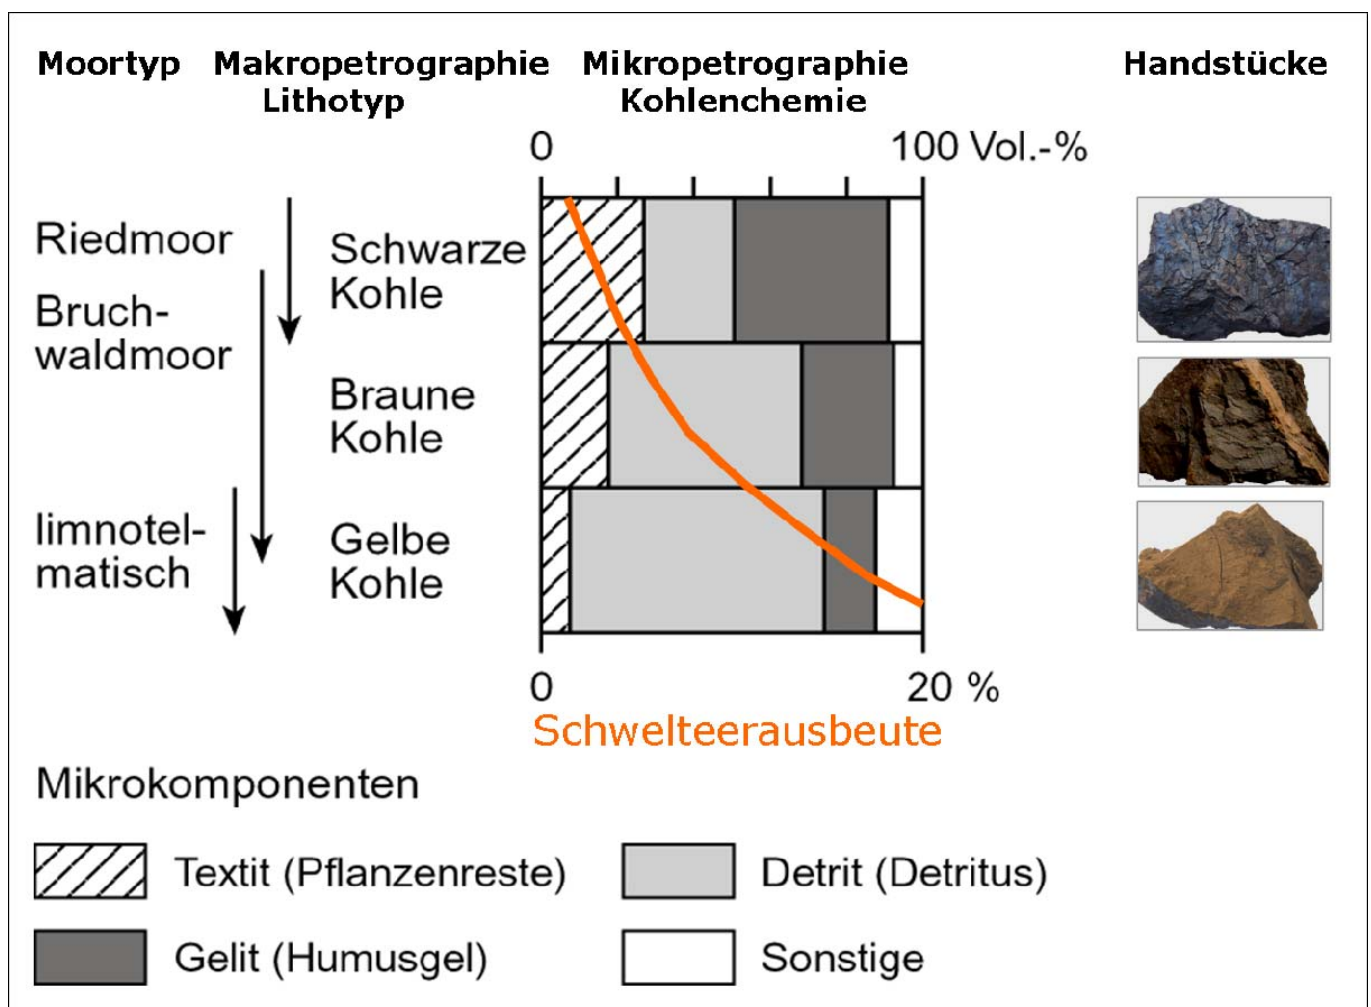 Moortyp Makropetrographie Mikropetrographie Handstücke
Lithotyp Kohlenchemie
0 100 Vol.-%
Riedmoor
Schwarze
Kohle
Bruch-
waldmoor
Braune
Kohle
limnotel-
matisch
Gelbe
Kohle
0 20 %
Schwelteerausbeute
Mikrokomponenten
Textit (Pflanzenreste) Detrit (Detritus)
Gelit (Humusgel) Sonstige